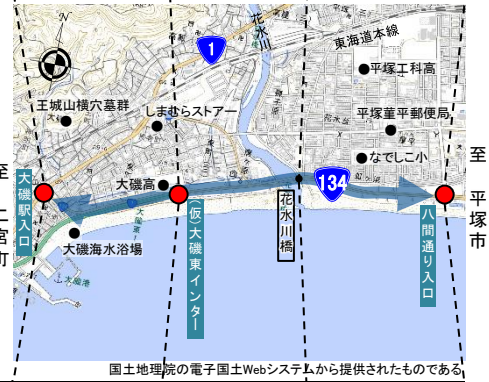 花水川
東海道本線
1
平塚工科高
王城山横穴墓群
しまむらストアー
平塚菫平郵便局
なでしこ小
至 二宮町
大磯駅入口
大磯高
134
至 平塚市
花水川橋
八間通り入口
(仮)大磯東インター
大磯海水浴場
大磯港
国土地理院の電子国土Webシステムから提供されたものである